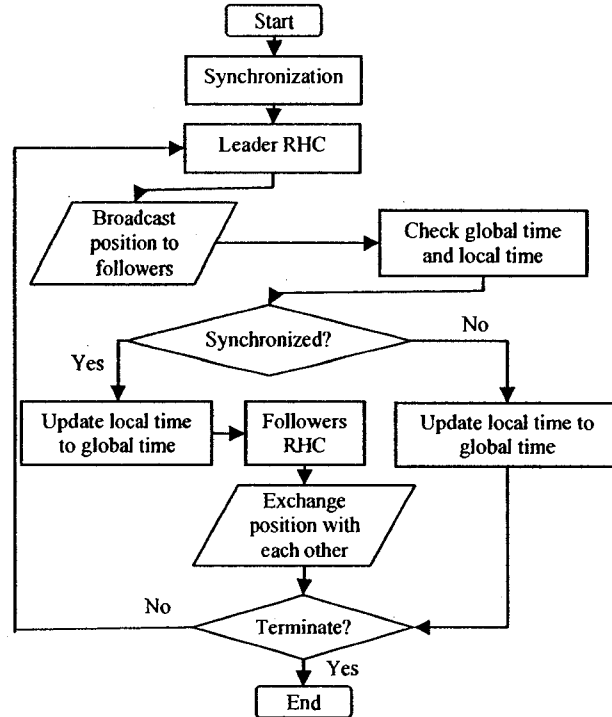 Start
Synchronization
Leader RHC
Broadcast
position to
followers
Check global time
and local time
Synchronized?
Yes
No
Update local time
to global time
Followers
RHC
Update local time to
global time
Exchange
position with
each other
No
Terminate?
Yes
End